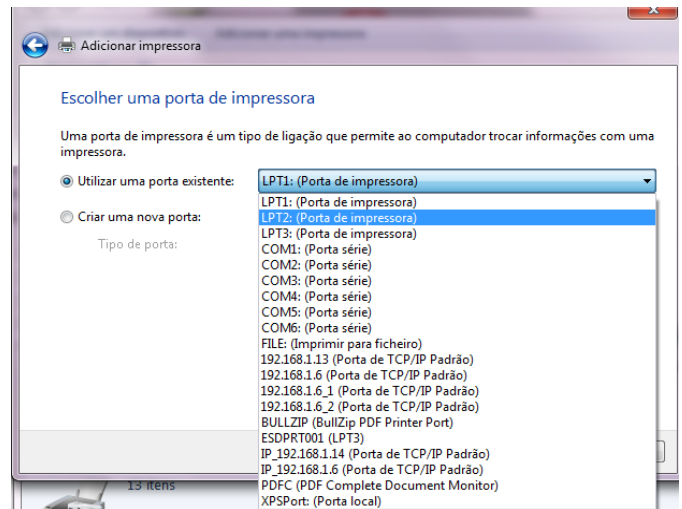 Adicionar impressora
Escolher uma porta de impressora
Uma porta de impressora é um tipo de ligação que permite ao computador trocar informações com uma
impressora.
Utilizar uma porta existente:
LPT1: (Porta de impressora)
LPT1: (Porta de impressora)
Criar uma nova porta:
LPT2: (Porta de impressora)
LPT3: (Porta de impressora)
Tipo de porta:
COM1: (Porta série)
COM2: (Porta série)
COM3: (Porta série)
COM4: (Porta série)
COM5: (Porta série)
COM6: (Porta série)
FILE: (Imprimir para ficheiro)
192.168.1.13 (Porta de TCP/IP Padrão)
192.168.1.6 (Porta de TCP/IP Padrão)
192.168.1.6_1 (Porta de TCP/IP Padrão)
192.168.1.6_2 (Porta de TCP/IP Padrão)
BULLZIP (BullZip PDF Printer Port)
ESDPRT001 (LPT3)
IP_192.168.1.14 (Porta de TCP/IP Padrão)
IP_192.168.1.6 (Porta de TCP/IP Padrão)
PDFC (PDF Complete Document Monitor)
XPSPort: (Porta local)
13 itens